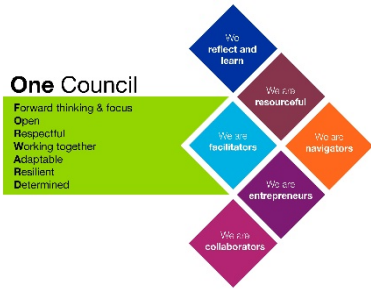 One Council
Forward thinking & focus
Open
Respectful
Working together
Adaptable
Resilient
Determined
We
reflect and
learn
We are
resourceful
We are
facilitators
We are
navigators
We are
entrepreneurs
We are
collaborators